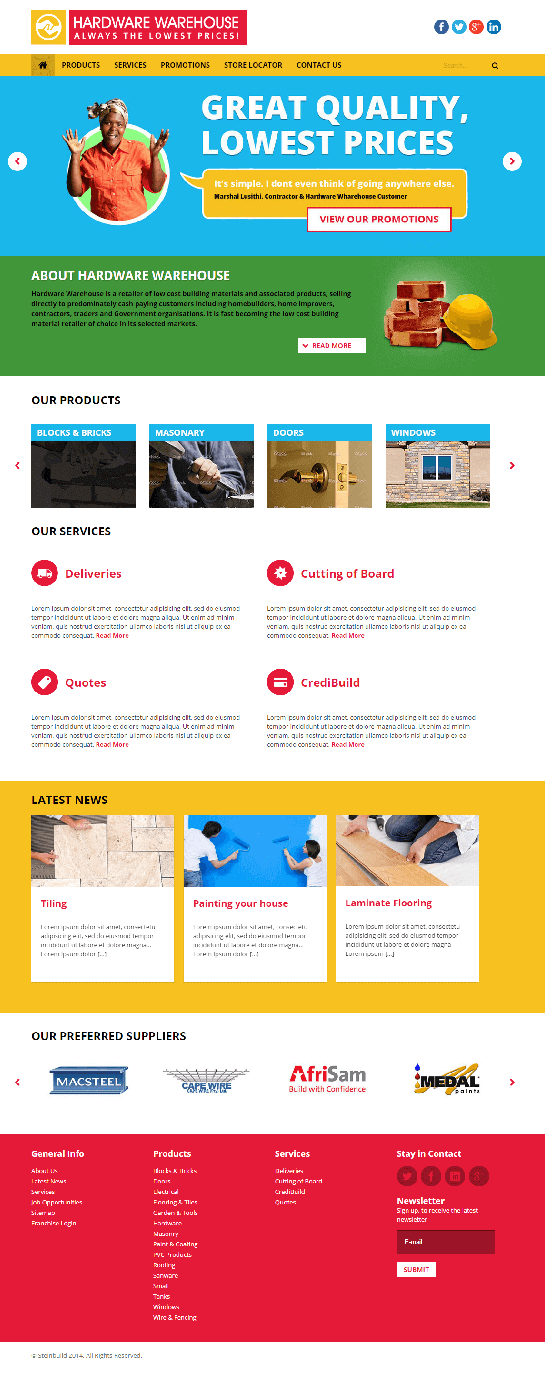 HARDWARE WAREHOUSE
ALWAYS THE LOWEST PRICES!
PRODUCTS SERVICES PROMOTIONS STORE LOCATOR CONTACT US Search...
GREAT QUALITY,
LOWEST PRICES
It's simple. I dont even think of going anywhere else.
Marshal Lusithi, Contractor & Hardware Wharehouse Customer
VIEW OUR PROMOTIONS
ABOUT HARDWARE WAREHOUSE
Hardware Warehouse is a retailer of low cost building materials and associated products, selling
directly to predominately cash paying customers including homebuilders, home improvers,
contractors, traders and Government organisations. It is fast becoming the low cost building
material retailer of choice in its selected markets.
READ MORE
OUR PRODUCTS
BLOCKS & BRICKS
MASONARY
DOORS
WINDOWS
OUR SERVICES
Deliveries
Lorem ipsum dolor sit amet, consectetur adipisicing elit, sed do eiusmod
tempor incididunt ut labore et dolore magna aliqua. Ut enim ad minim
veniam, quis nostrud exercitation ullamco laboris nisi ut aliquip ex ea
commodo consequat. Read More
Cutting of Board
Lorem ipsum dolor sit amet, consectetur adipisicing elit, sed do eiusmod
tempor incididunt ut labore et dolore magna aliqua. Ut enim ad minim
veniam, quis nostrud exercitation ullamco laboris nisi ut aliquip ex ea
commodo consequat. Read More
Quotes
Lorem ipsum dolor sit amet, consectetur adipisicing elit, sed do eiusmod
tempor incididunt ut labore et dolore magna aliqua. Ut enim ad minim
veniam, quis nostrud exercitation ullamco laboris nisi ut aliquip ex ea
commodo consequat. Read More
CrediBuild
Lorem ipsum dolor sit amet, consectetur adipisicing elit, sed do eiusmod
tempor incididunt ut labore et dolore magna aliqua. Ut enim ad minim
veniam, quis nostrud exercitation ullamco laboris nisi ut aliquip ex ea
commodo consequat. Read More
LATEST NEWS
Tiling
Lorem ipsum dolor sit amet, consectetu
adipisicing elit, sed do eiusmod tempor
incididunt ut labore et dolore magna...
Lorem ipsum dolor [...]
Painting your house
Lorem ipsum dolor sit amet, consectetu
adipisicing elit, sed do eiusmod tempor
incididunt ut labore et dolore magna...
Lorem ipsum dolor [...]
Laminate Flooring
Lorem ipsum dolor sit amet, consectetu
adipisicing elit, sed do eiusmod tempor
incididunt ut labore et dolore magna
Lorem ipsum [...]
OUR PREFERRED SUPPLIERS
MACSTEEL
CAPE WIRE
AfriSam
Build with Confidence
MEDAL
paints
General Info
About Us
Latest News
Services
Job Opportunities
Sitemap
Franchise Login
Products
Blocks & Bricks
Doors
Electrical
Flooring & Tiles
Garden & Tools
Hardware
Masonry
Paint & Coating
PVC Products
Roofing
Sanware
Small
Tanks
Windows
Wire & Fencing
Services
Deliveries
Cutting of Board
CrediBuild
Quotes
Stay in Contact
Newsletter
Sign up, to receive the latest
newsletter
E-mail
SUBMIT
© Steinbuild 2014. All Rights Reserved.